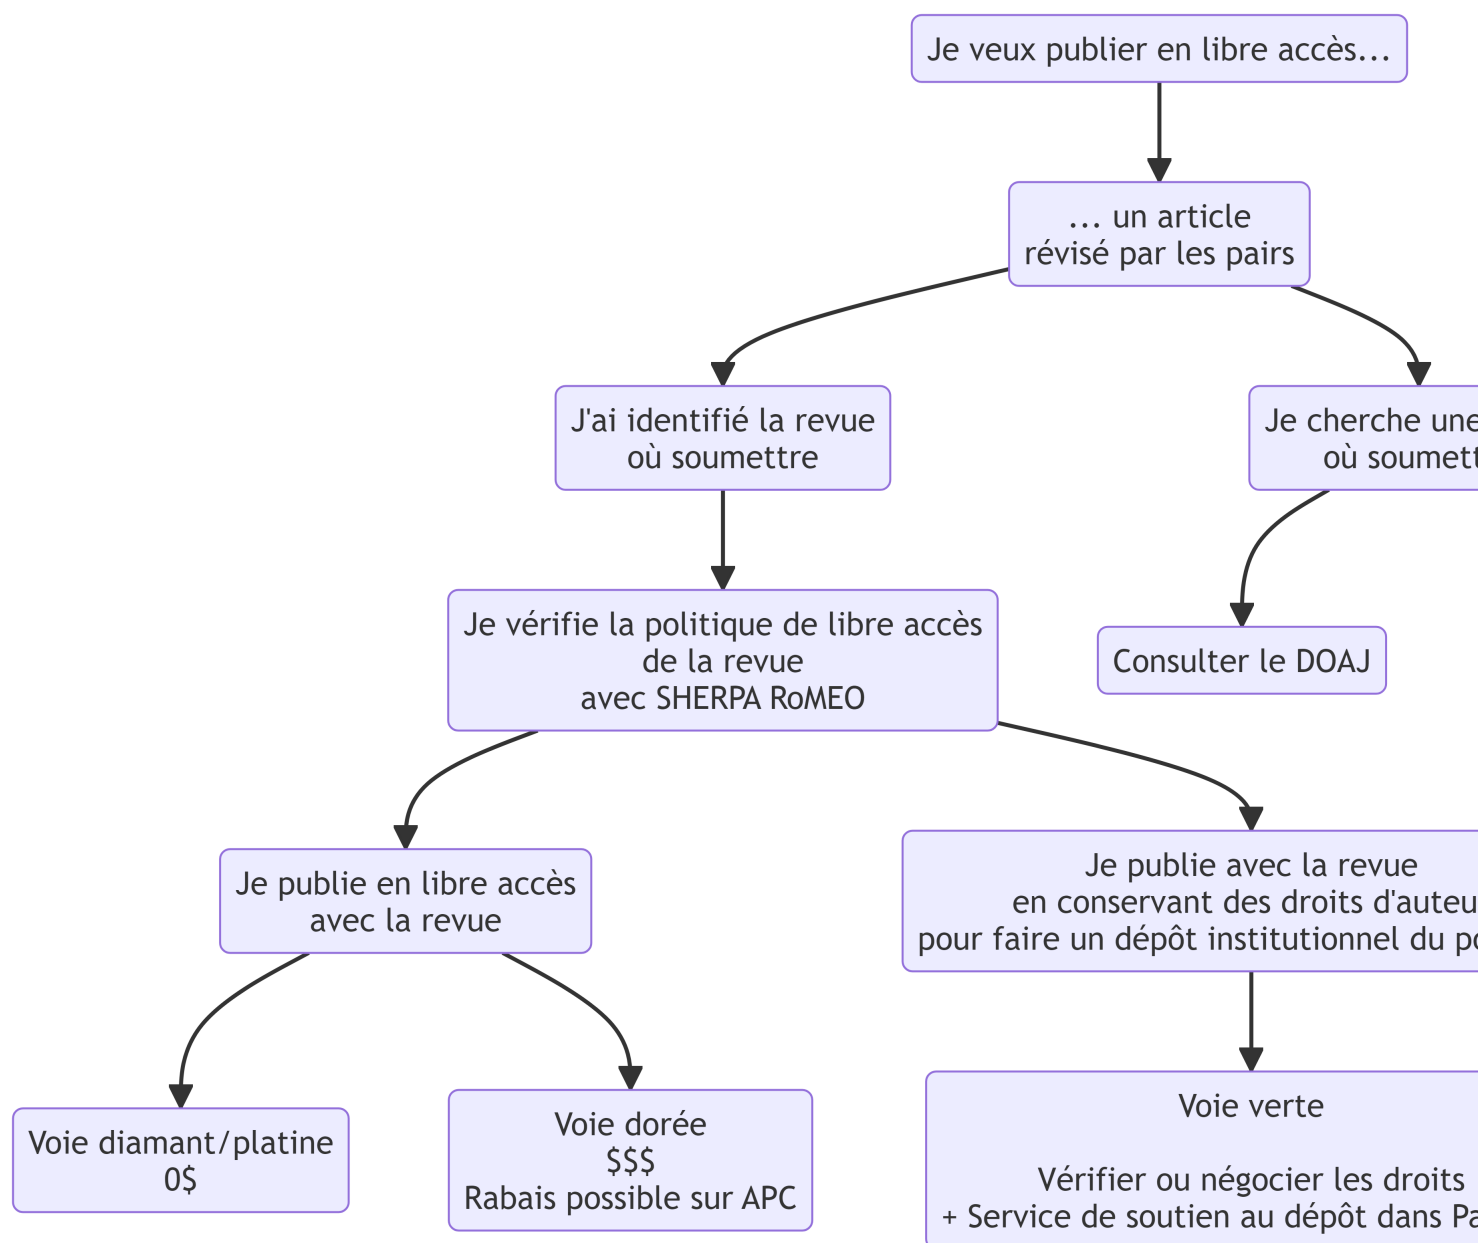 Je veux publier en libre accès...
... un article
révisé par les pairs
J'ai identifié la revue
où soumettre
Je cherche une
où
Je vérifie la politique de libre accès
de la revue
avec SHERPA RoMEO
Consulter le DOAJ
Je publie en libre accès
avec la revue
Je publie avec la revue
en conservant des droits
pour faire un dépôt institutionnel du
Voie diamant/platine
0$
Voie dorée
$$$
Rabais possible sur APC
Voie verte
Vérifier ou négocier les droits
+ Service de soutien au dépôt dans